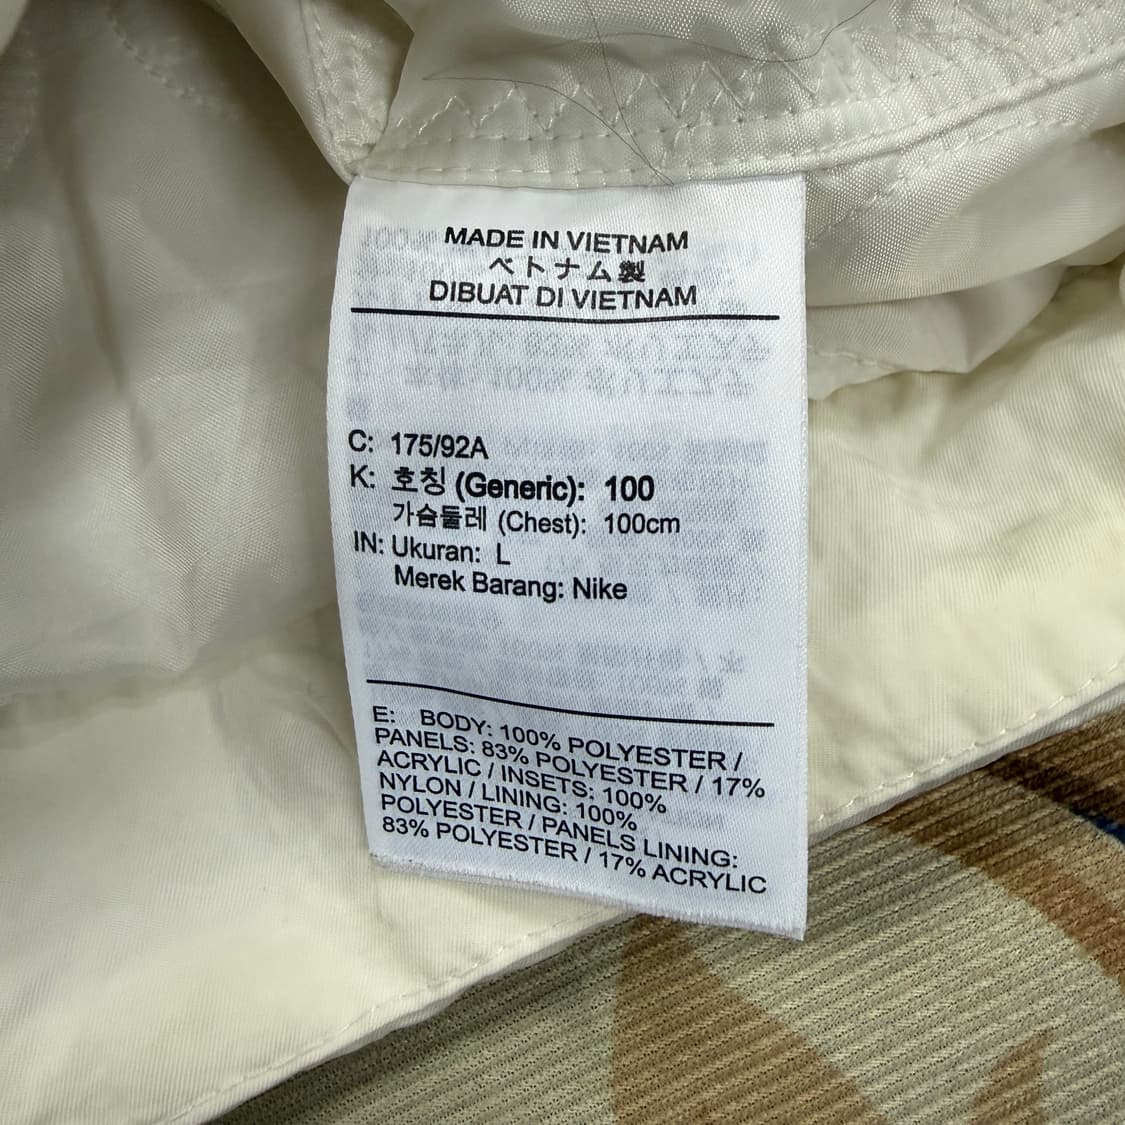 MADE IN VIETNAM
ベトナム製
DIBUAT DI VIETNAM
C: 175/92A
K: 호칭 (Generic): 100
가슴둘레 (Chest): 100cm
IN: Ukuran: L
Merek Barang: Nike
E: BODY: 100% POLYESTER /
PANELS: 83% POLYESTER / 17%
ACRYLIC / INSETS: 100%
NYLON / LINING: 100%
POLYESTER / PANELS LINING:
83% POLYESTER / 17% ACRYLIC